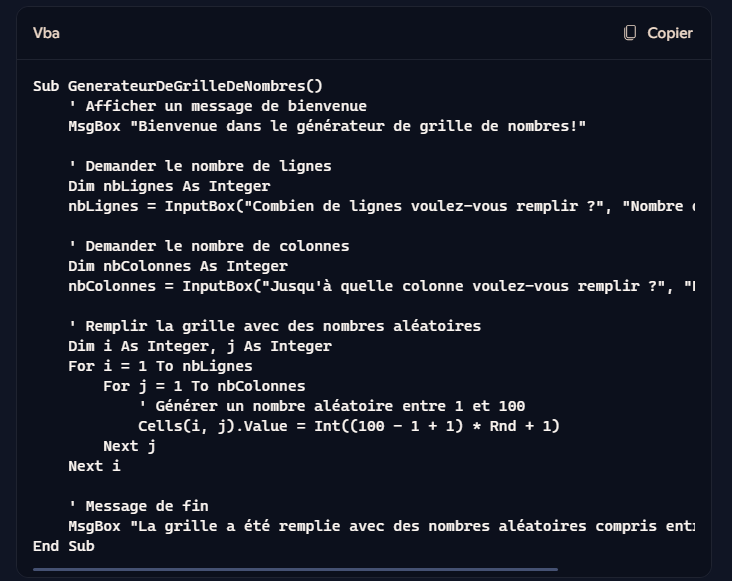 Vba
Copier
Sub GenerateurDeGrilleDeNombres()
    ' Afficher un message de bienvenue
    MsgBox "Bienvenue dans le générateur de grille de nombres!"
    ' Demander le nombre de lignes
    Dim nbLignes As Integer
    nbLignes = InputBox("Combien de lignes voulez-vous remplir ?", "Nombre
    ' Demander le nombre de colonnes
    Dim nbColonnes As Integer
    nbColonnes = InputBox("Jusqu'à quelle colonne voulez-vous remplir ?", "
    ' Remplir la grille avec des nombres aléatoires
    Dim i As Integer, j As Integer
    For i = 1 To nbLignes
        For j = 1 To nbColonnes
            ' Générer un nombre aléatoire entre 1 et 100
            Cells(i, j).Value = Int((100 - 1 + 1) * Rnd + 1)
        Next j
    Next i
    ' Message de fin
    MsgBox "La grille a été remplie avec des nombres aléatoires compris
End Sub